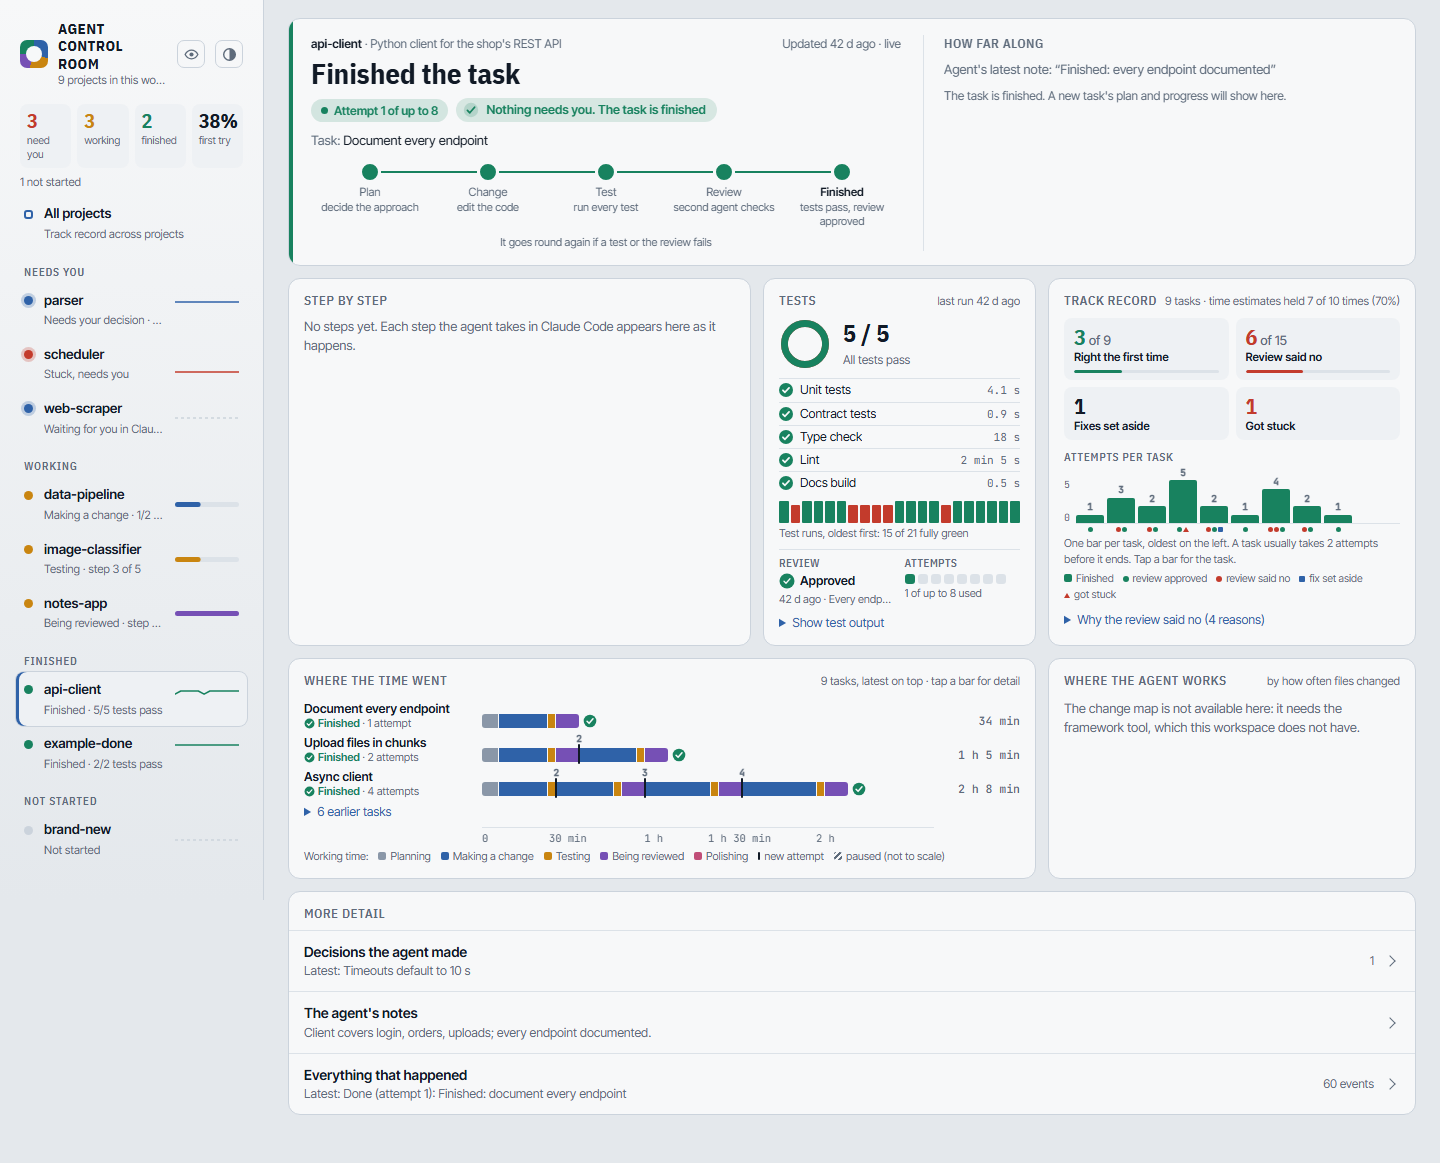 AGENT
CONTROL
ROOM
9 projects in this wo...
3
need
you
3
working
2
finished
38%
first try
1 not started
All projects
Track record across projects
NEEDS YOU
parser
Needs your decision · ...
scheduler
Stuck, needs you
web-scraper
Waiting for you in Clau...
WORKING
data-pipeline
Making a change · 1/2 ...
image-classifier
Testing · step 3 of 5
notes-app
Being reviewed · step ...
FINISHED
api-client
Finished · 5/5 tests pass
example-done
Finished · 2/2 tests pass
NOT STARTED
brand-new
Not started
api-client · Python client for the shop's REST API
Updated 42 d ago · live
Finished the task
Attempt 1 of up to 8
Nothing needs you. The task is finished
Task: Document every endpoint
Plan
decide the approach
Change
edit the code
Test
run every test
Review
second agent checks
Finished
tests pass, review
approved
It goes round again if a test or the review fails
HOW FAR ALONG
Agent's latest note: “Finished: every endpoint documented”
The task is finished. A new task's plan and progress will show here.
STEP BY STEP
No steps yet. Each step the agent takes in Claude Code appears here as it
happens.
TESTS
last run 42 d ago
5 / 5
All tests pass
Unit tests 4.1 s
Contract tests 0.9 s
Type check 18 s
Lint 2 min 5 s
Docs build 0.5 s
Test runs, oldest first: 15 of 21 fully green
REVIEW
Approved
42 d ago · Every endp...
ATTEMPTS
1 of up to 8 used
Show test output
TRACK RECORD
9 tasks · time estimates held 7 of 10 times (70%)
3 of 9
Right the first time
6 of 15
Review said no
1
Fixes set aside
1
Got stuck
ATTEMPTS PER TASK
5
0
1 3 2 5 2 1 4 2 1
One bar per task, oldest on the left. A task usually takes 2 attempts
before it ends. Tap a bar for the task.
Finished review approved review said no fix set aside
got stuck
Why the review said no (4 reasons)
WHERE THE TIME WENT
9 tasks, latest on top · tap a bar for detail
Document every endpoint
Finished · 1 attempt
34 min
Upload files in chunks
Finished · 2 attempts
2
1 h 5 min
Async client
Finished · 4 attempts
2 3 4
2 h 8 min
6 earlier tasks
0 30 min 1 h 1 h 30 min 2 h
Working time: Planning Making a change Testing Being reviewed Polishing new attempt paused (not to scale)
WHERE THE AGENT WORKS
by how often files changed
The change map is not available here: it needs the
framework tool, which this workspace does not have.
MORE DETAIL
Decisions the agent made
Latest: Timeouts default to 10 s
1
The agent's notes
Client covers login, orders, uploads; every endpoint documented.
Everything that happened
Latest: Done (attempt 1): Finished: document every endpoint
60 events